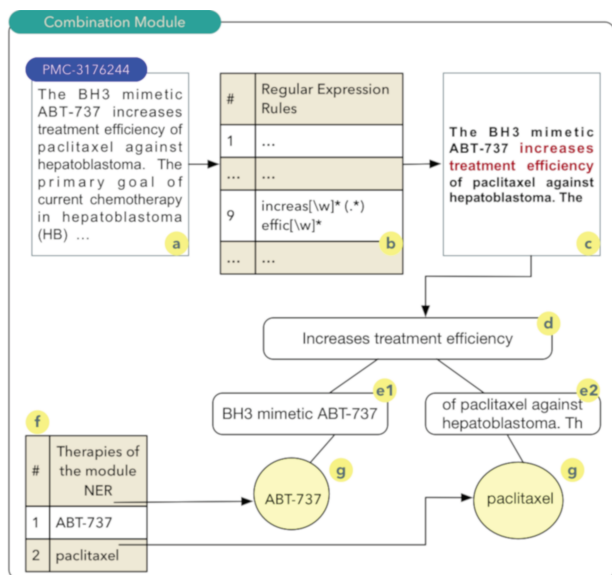 Combination Module
PMC-3176244
The BH3 mimetic
ABT-737 increases
treatment efficiency of
paclitaxel against
hepatoblastoma. The
primary goal of
current chemotherapy
in hepatoblastoma
(HB) ...
a
# Regular Expression
Rules
1 ...
... ...
9 increas[\w]* (.*)
effic[\w]*
... ...
b
The BH3 mimetic
ABT-737 increases
treatment efficiency
of paclitaxel against
hepatoblastoma. The
c
d
Increases treatment efficiency
e1
BH3 mimetic ABT-737
e2
of paclitaxel against
hepatoblastoma. Th
f
# Therapies of
the module
NER
1 ABT-737
2 paclitaxel
g
ABT-737
g
paclitaxel